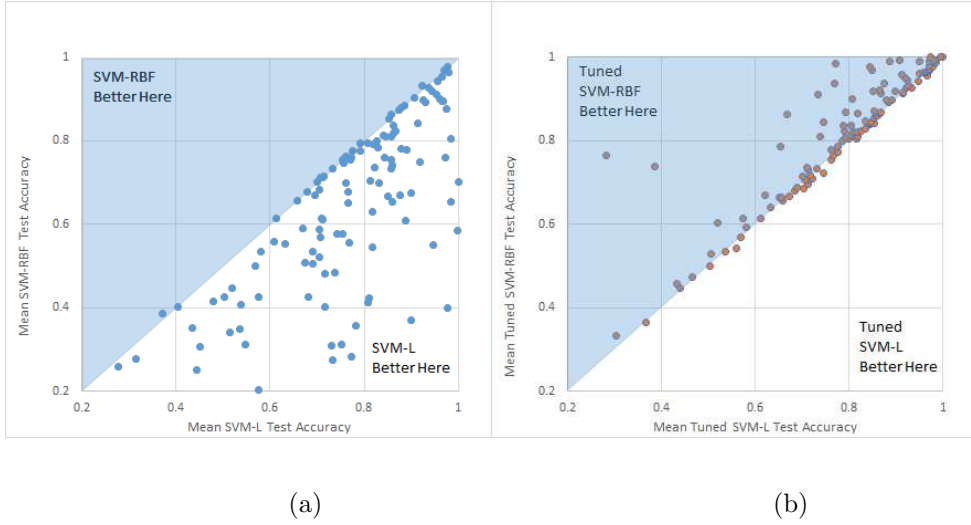 1
0.8
0.6
0.4
0.2
0.2
0.4
0.6
0.8
1
Mean SVM-RBF Test Accuracy
Mean SVM-L Test Accuracy
SVM-RBF
Better Here
SVM-L
Better Here
(a)
1
0.8
0.6
0.4
0.2
0.2
0.4
0.6
0.8
1
Mean Tuned SVM-RBF Test Accuracy
Mean Tuned SVM-L Test Accuracy
Tuned
SVM-RBF
Better Here
Tuned
SVM-L
Better Here
(b)